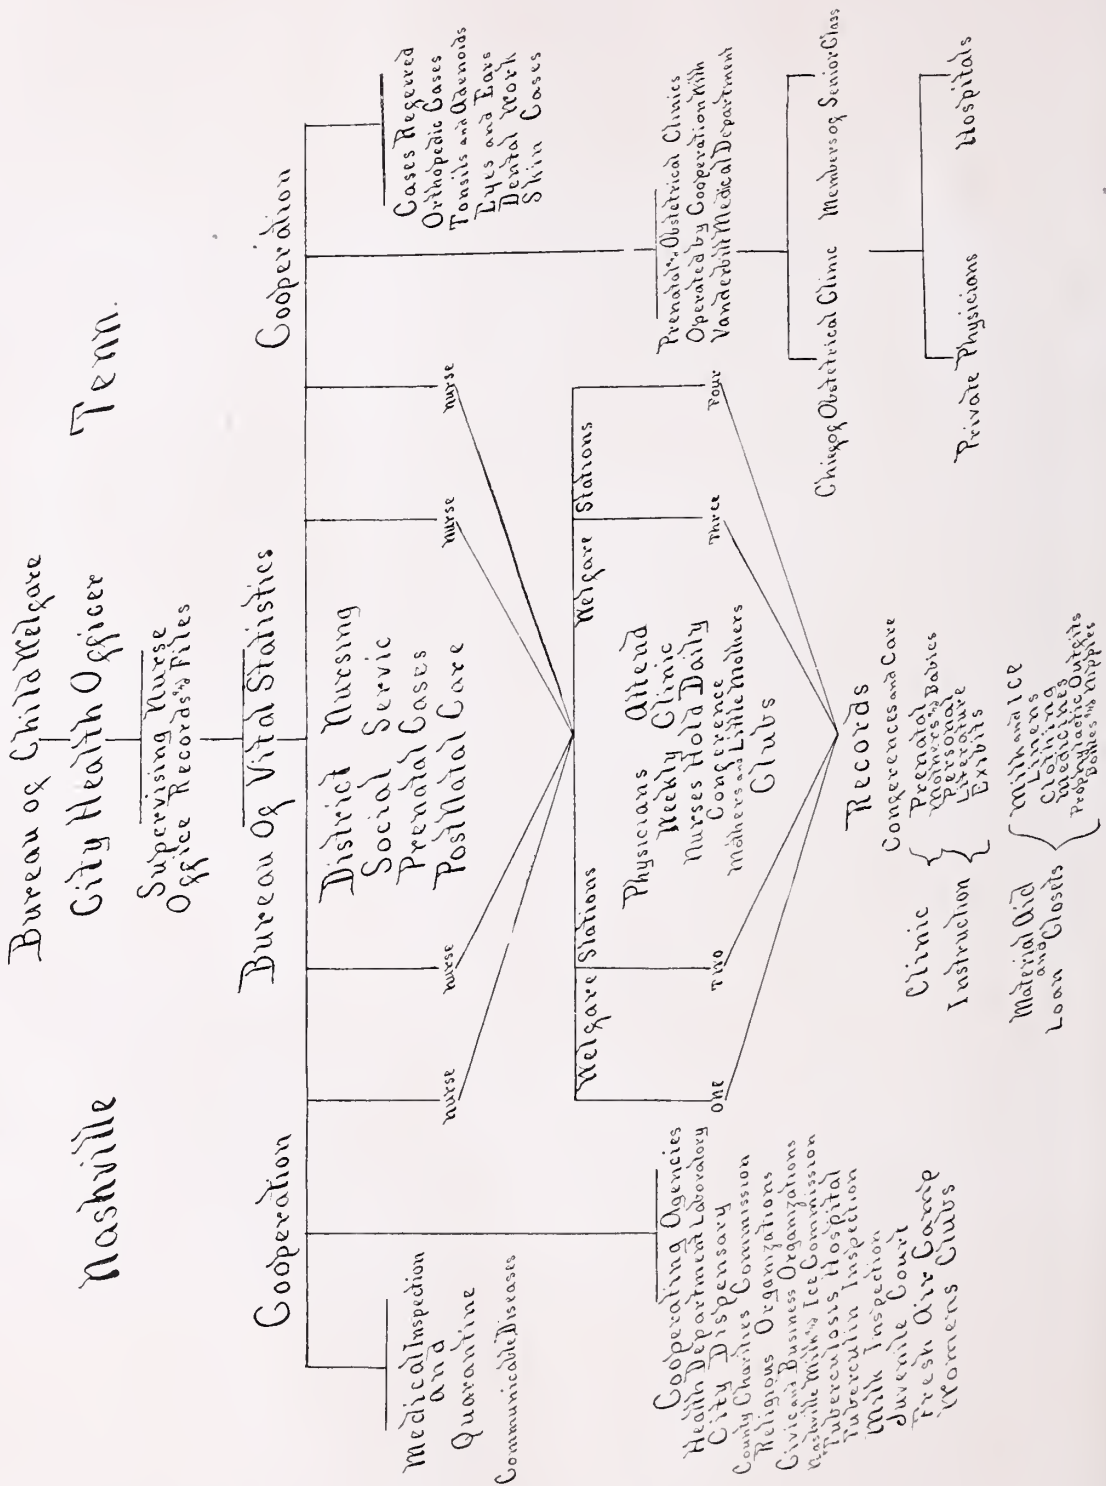 Bureau of Child Welfare
Nashville
City Health Officer
Tenn.
Supervising Nurse
Office Records and Files
Bureau Of Vital Statistics
Cooperation
Cooperation
Medical Inspection
and
Quarantine
Communicable Diseases
nurse
nurse
District Nursing
Social Servic
Prenatal Cases
Post Natal Care
nurse
nurse
Cases Refered
Orthopedic Cases
Tonsils and Adenoids
Eyes and Ears
Dental Work
Skin Cases
Cooperating Agencies
Health Department Laboratory
City Dispensary
County Charities Commission
Religious Organizations
Civic and Business Organizations
Nashville Milk and Ice Commission
Tuberculosis Hospital
Tuberculin Inspection
Milk Inspection
Juvenile Court
Fresh Air Camp
Womens Clubs
Welfare Stations
Welfare Stations
One
Two
Physicians Attend
Weekly Clinic
Nurses Hold Daily
Conference
Mothers and Little Mothers
Clubs
Three
Four
Prenatal and Obstetrical Clinics
Operated by Cooperation With
Vanderbilt Medical Department
Chief of Obstetrical Clinic
Members of Senior Class
Private Physicians
Hospitals
Records
Clinic
Conferences and Care
Prenatal
Mothers and Babies
Instruction
Personal
Literature
Exibits
Material Aid
and
Loan Closets
Milk and Ice
Linens
Clothing
Medicines
Prophylactic Outfits
Bottles and Nipples